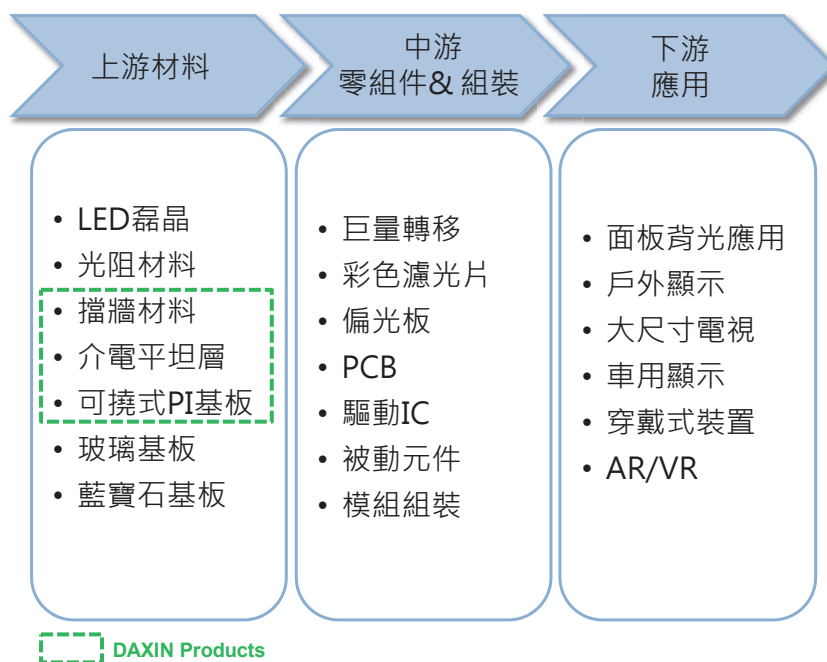 上游材料
中游
零組件& 組裝
下游
應用
• LED磊晶
• 光阻材料
• 擋牆材料
• 介電平坦層
• 可撓式PI基板
• 玻璃基板
• 藍寶石基板
• 巨量轉移
• 彩色濾光片
• 偏光板
• PCB
• 驅動IC
• 被動元件
• 模組組裝
• 面板背光應用
• 戶外顯示
• 大尺寸電視
• 車用顯示
• 穿戴式裝置
• AR/VR
DAXIN Products